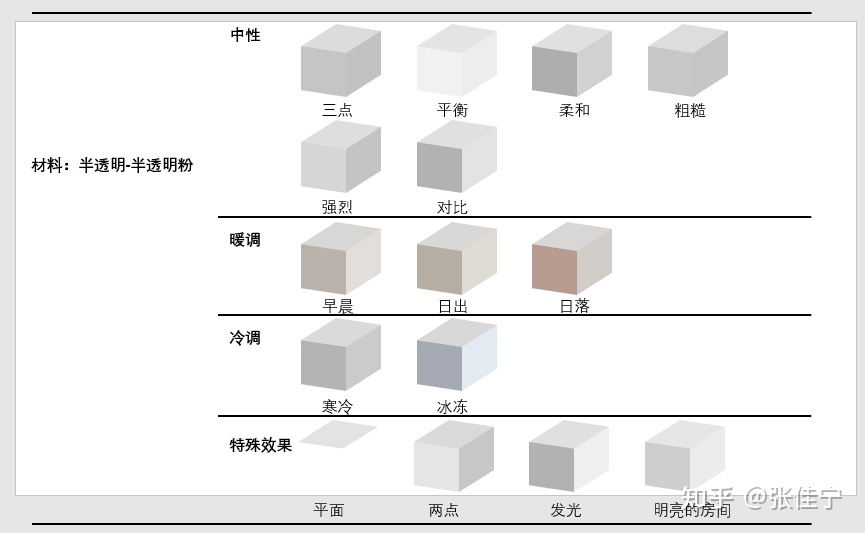 中性
三点 平衡 柔和 粗糙
材料：半透明-半透明粉
强烈 对比
暖调
早晨 日出 日落
冷调
寒冷 冰冻
特殊效果
知乎 @张佳宁
平面 两点 发光 明亮的房间